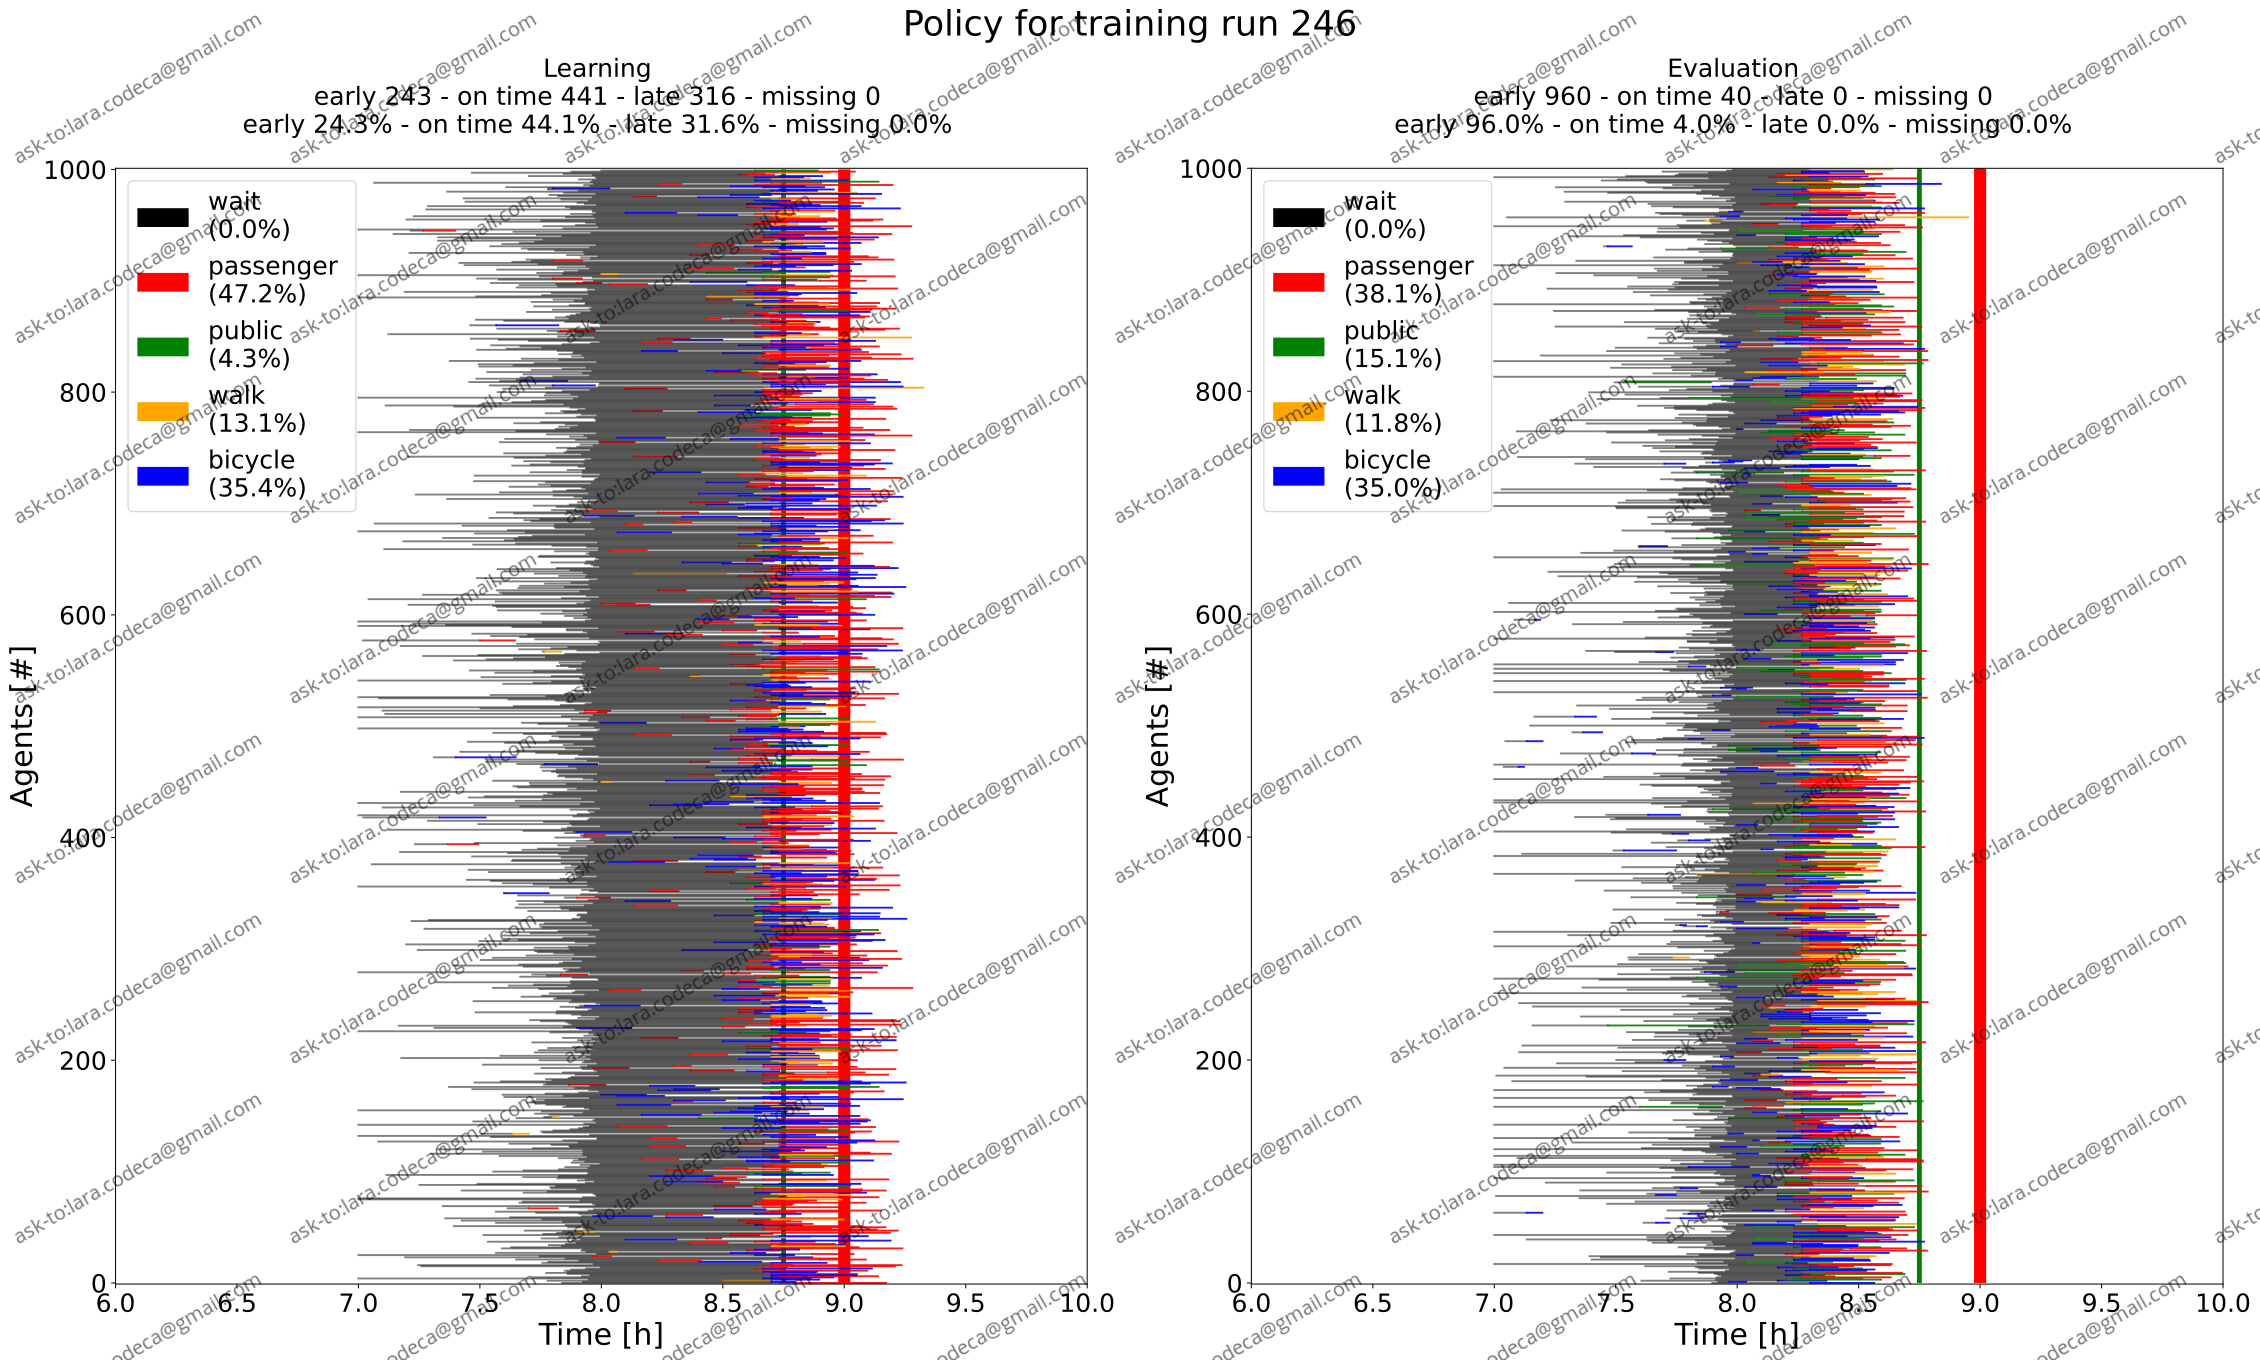 Policy for training run 246
Learning
early 243 - on time 441 - late 316 - missing 0
early 24.3% - on time 44.1% - late 31.6% - missing 0.0%
Evaluation
early 960 - on time 40 - late 0 - missing 0
early 96.0% - on time 4.0% - late 0.0% - missing 0.0%
wait
(0.0%)
passenger
(47.2%)
public
(4.3%)
walk
(13.1%)
bicycle
(35.4%)
1000
800
600
400
200
0
Agents [#]
6.0 6.5 7.0 7.5 8.0 8.5 9.0 9.5 10.0
Time [h]
wait
(0.0%)
passenger
(38.1%)
public
(15.1%)
walk
(11.8%)
bicycle
(35.0%)
1000
800
600
400
200
0
Agents [#]
6.0 6.5 7.0 7.5 8.0 8.5 9.0 9.5 10.0
Time [h]
ask-to:lara.codeca@gmail.com